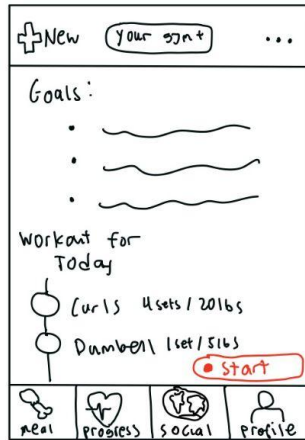 New your gym+ ...
Goals:
Workout for
Today
Curls 4sets/20lbs
Dumbell 1set/5lbs
Start
meal progress social profile